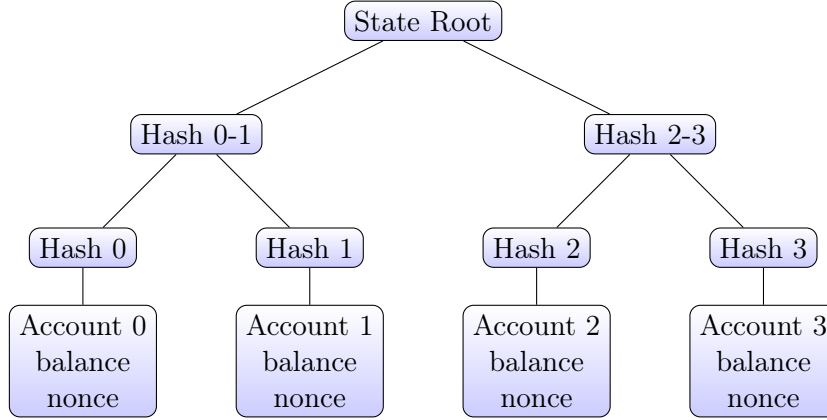 State Root
Hash 0-1
Hash 2-3
Hash 0
Hash 1
Hash 2
Hash 3
Account 0
balance
nonce
Account 1
balance
nonce
Account 2
balance
nonce
Account 3
balance
nonce